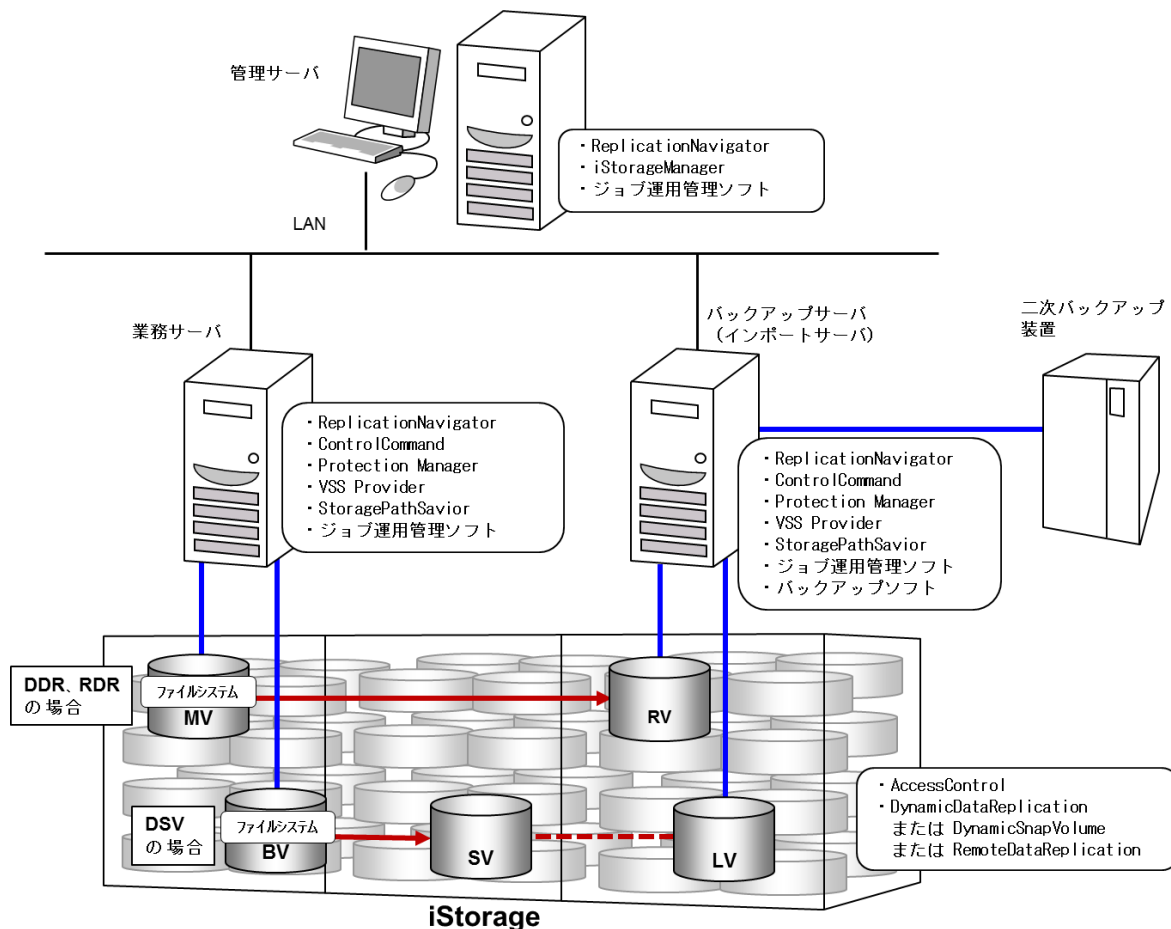 管理サーバ
・ReplicationNavigator
・iStorageManager
・ジョブ運用管理ソフト
LAN
業務サーバ
バックアップサーバ
（インポートサーバ）
二次バックアップ
装置
・ReplicationNavigator
・ControlCommand
・Protection Manager
・VSS Provider
・StoragePathSavior
・ジョブ運用管理ソフト
・ReplicationNavigator
・ControlCommand
・Protection Manager
・VSS Provider
・StoragePathSavior
・ジョブ運用管理ソフト
・バックアップソフト
DDR、RDR
の場合
ファイルシステム
MV
RV
DSV
の場合
ファイルシステム
BV
SV
LV
・AccessControl
・DynamicDataReplication
または DynamicSnapVolume
または RemoteDataReplication
iStorage